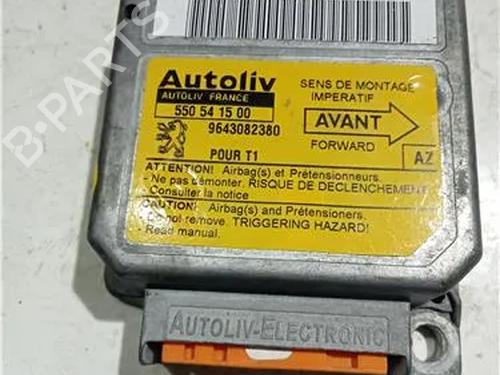 Autoliv
AUTOLIV FRANCE
550 54 15 00
9643082380
POUR T1
SENS DE MONTAGE
IMPERATIF
AVANT
FORWARD
AZ
ATTENTION! Airbag(s) et Prétensionneurs.
- Ne pas démonter. RISQUE DE DECLENCHEMENT
- Consulter la notice
CAUTION! Airbag(s) and Prétensioners.
- Do not remove. TRIGGERING HAZARD!
- Read manual.
AUTOLIV-ELECTRONIC
B-PARTS